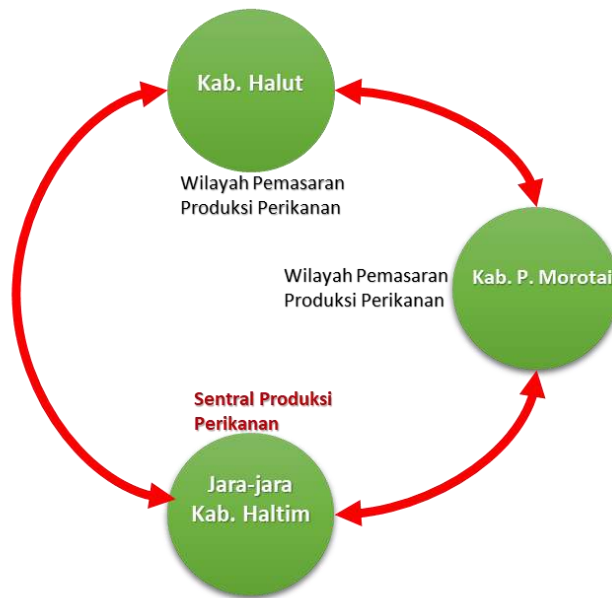 Kab. Halut
Wilayah Pemasaran
Produksi Perikanan
Wilayah Pemasaran
Produksi Perikanan
Kab. P. Morotai
Sentral Produksi
Perikanan
Jara-jara
Kab. Haltim